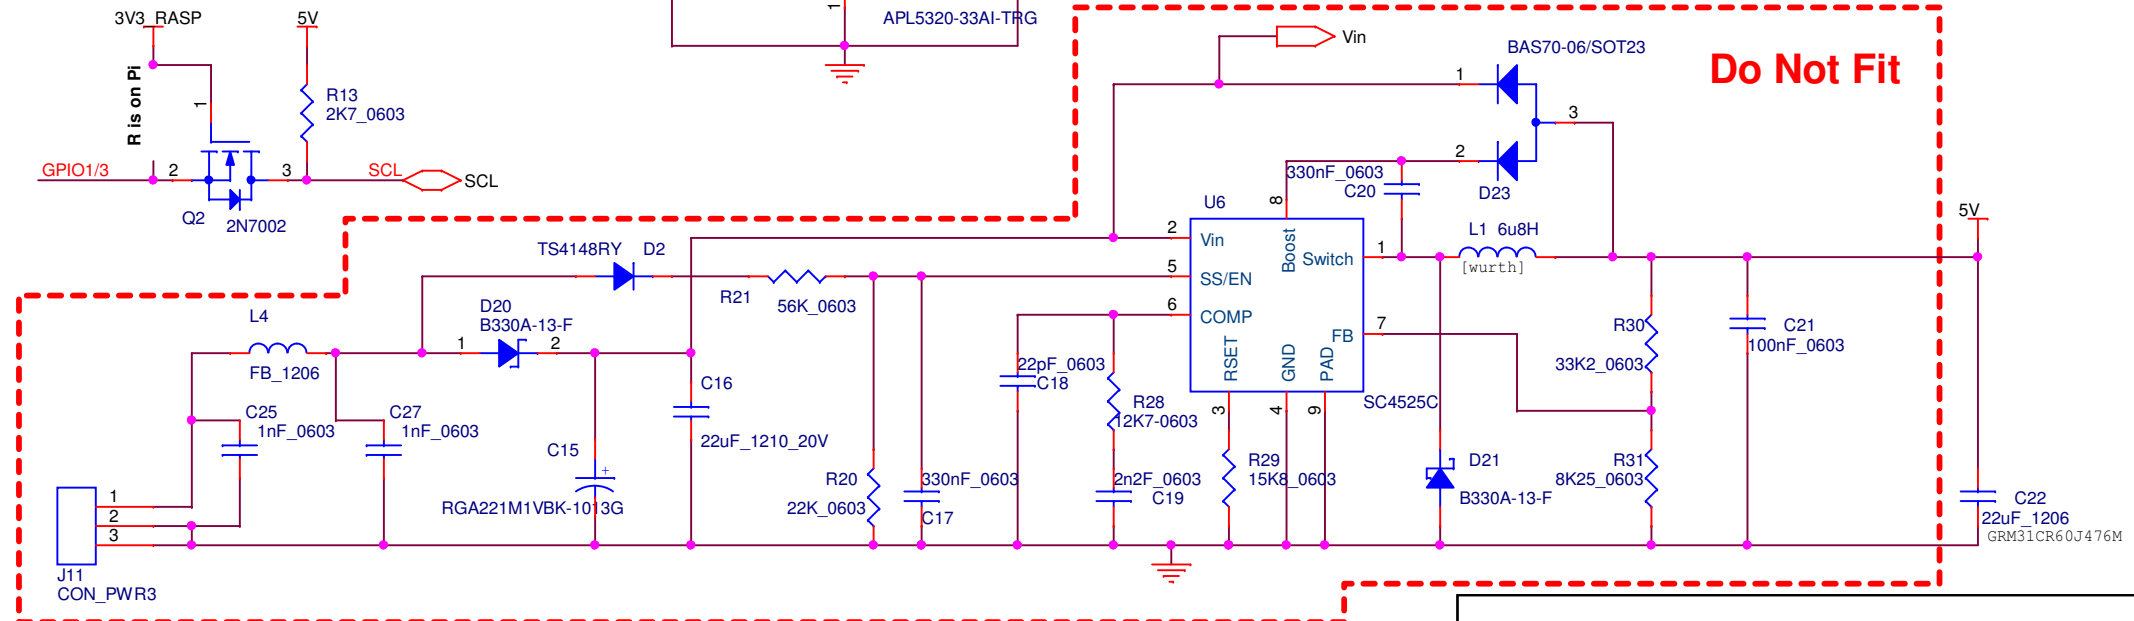 3V3_RASP
5V
1
APL5320-33AI-TRG
Vin
BAS70-06/SOT23
Do Not Fit
R is on Pi
1
R13
2K7_0603
1
3
GPIO1/3
2
3
SCL
SCL
2
D23
330nF_0603
C20
Q2
2N7002
U6
8
5V
TS4148RY
D2
2
Vin
Boost
Switch
1
L1
6u8H
[wurth]
5
SS/EN
R21
56K_0603
D20
B330A-13-F
6
COMP
L4
FB
7
R30
33K2_0603
C21
100nF_0603
1
2
FB_1206
RSET
GND
PAD
22pF_0603
C18
C16
SC4525C
R28
12K7-0603
3
4
9
C25
1nF_0603
C27
1nF_0603
22uF_1210_20V
C15
+
RGA221M1VBK-1013G
R20
22K_0603
330nF_0603
C17
2n2F_0603
C19
R29
15K8_0603
D21
B330A-13-F
R31
8K25_0603
C22
22uF_1206
GRM31CR60J476M
1
2
3
J11
CON_PWR3